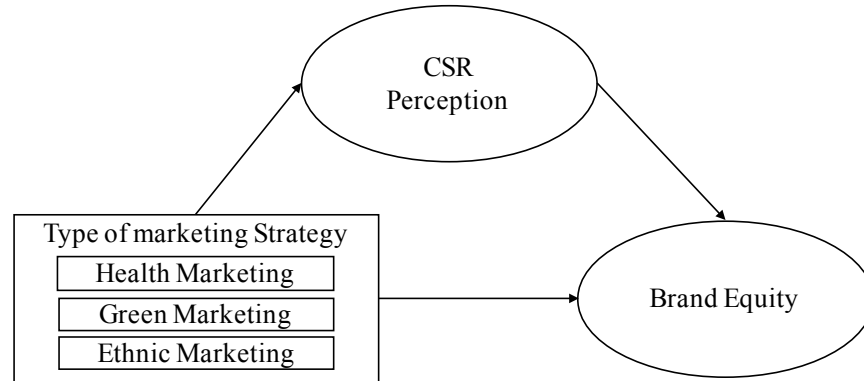 CSR
Perception
Type of marketing Strategy
Health Marketing
Green Marketing
Ethnic Marketing
Brand Equity